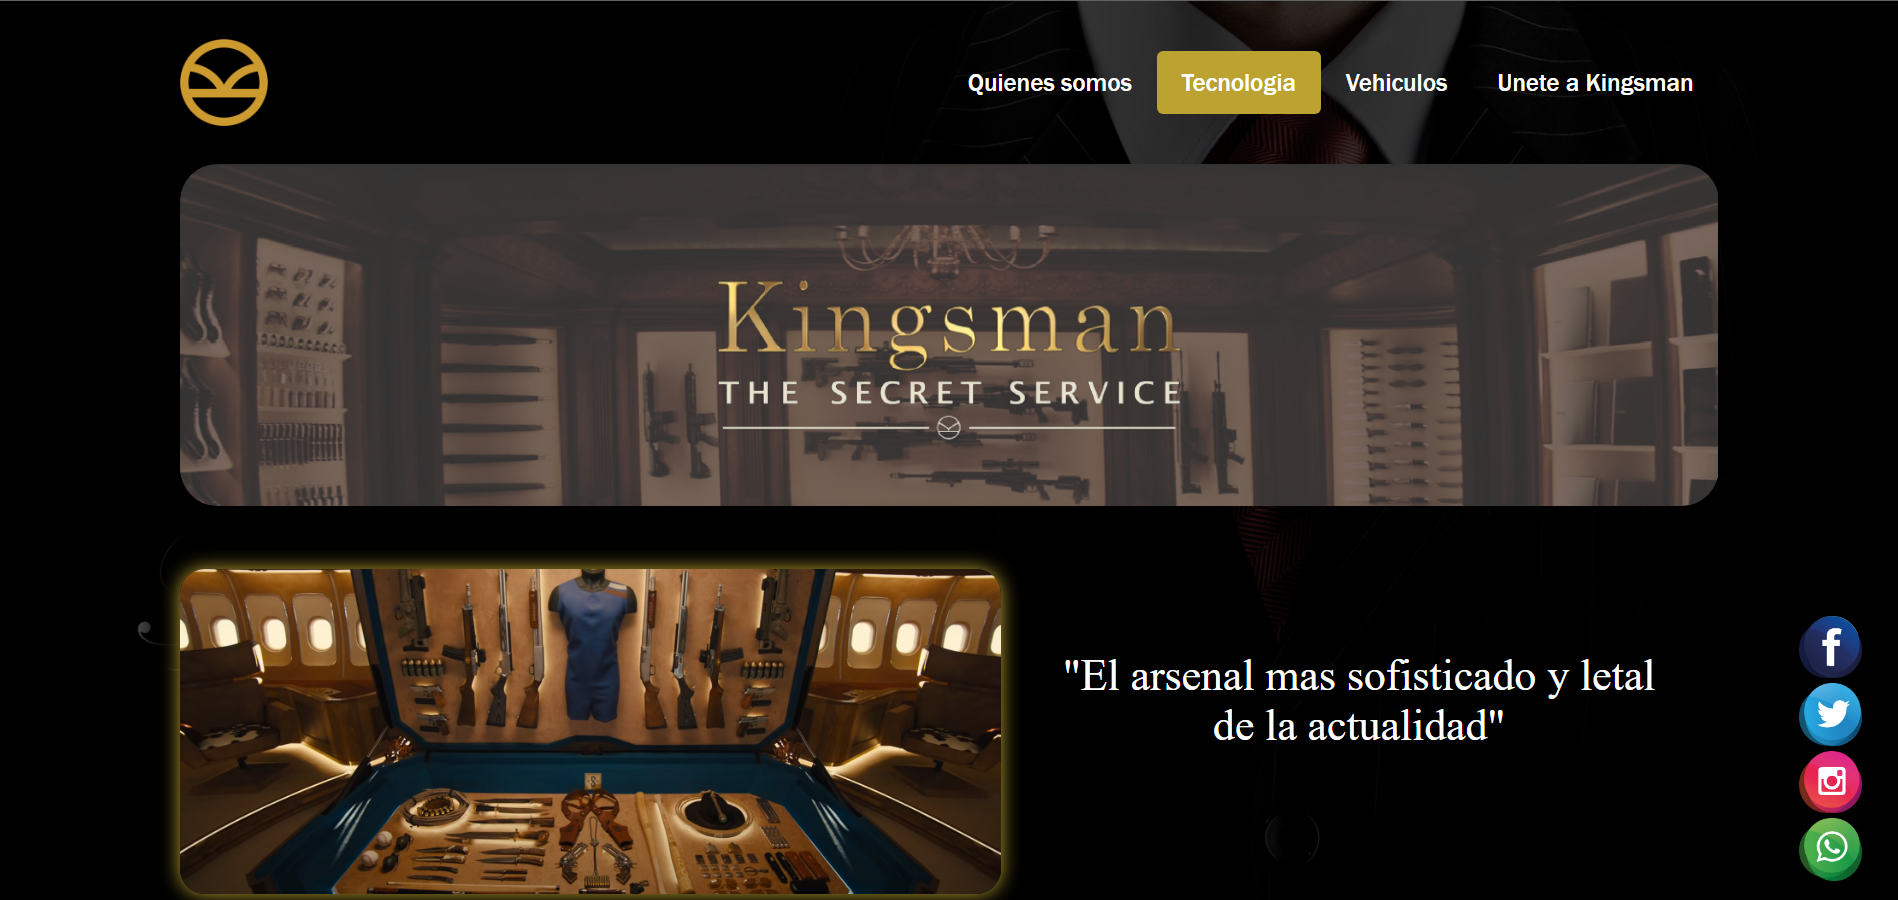 Quienes somos
Tecnologia
Vehiculos
Unete a Kingsman
Kingsman
THE SECRET SERVICE
"El arsenal mas sofisticado y letal
de la actualidad"